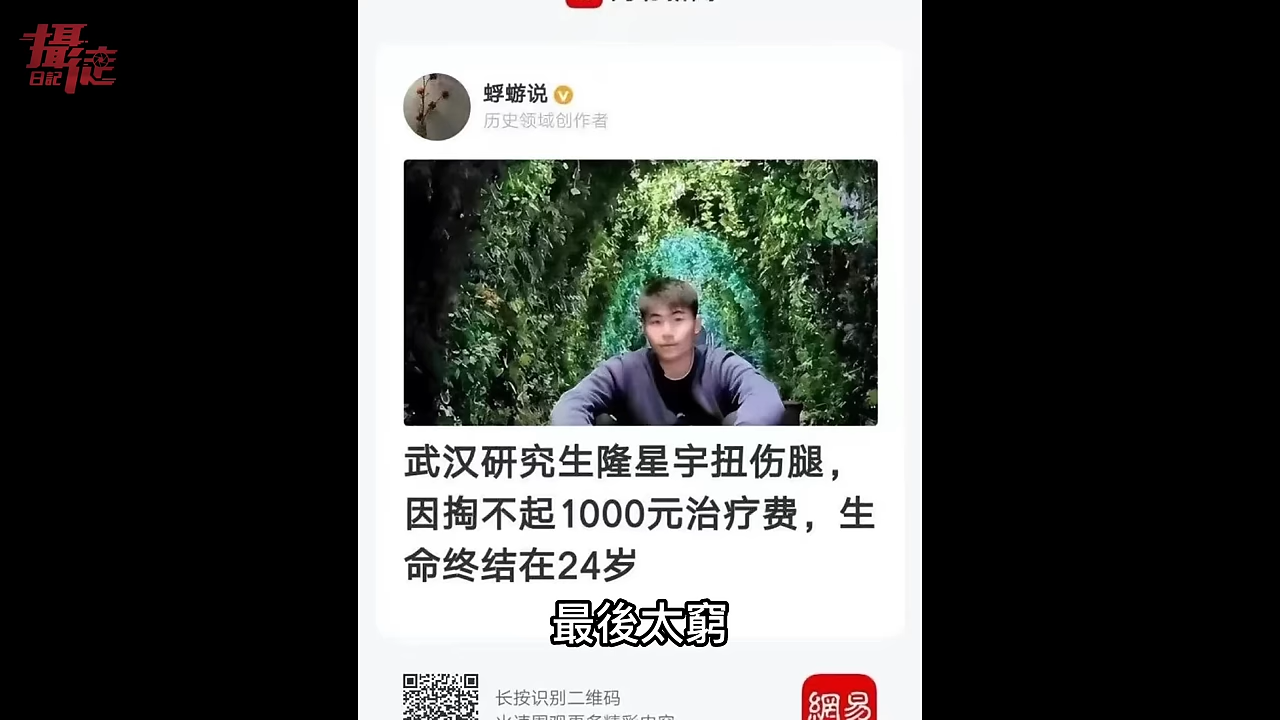 攝徒
日記
蜉蝣说
历史领域创作者
武汉研究生隆星宇扭伤腿，
因掏不起1000元治疗费，生
命终结在24岁
最後太窮
长按识别二维码
網易